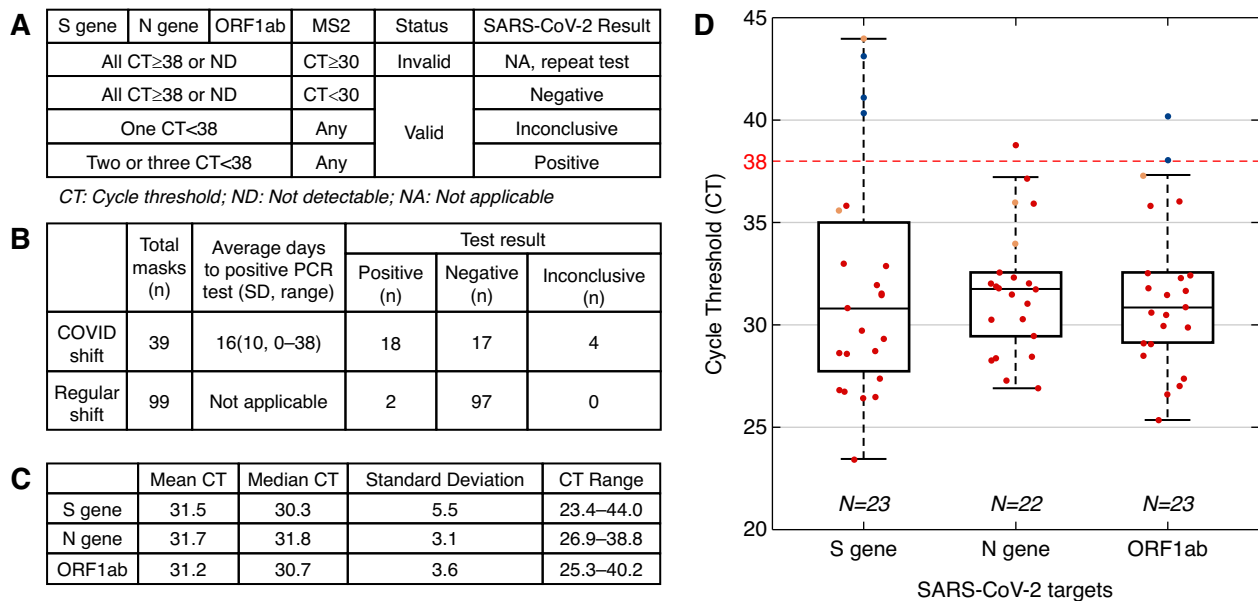 A
S gene N gene ORF1ab MS2 Status SARS-CoV-2 Result
All CT≥38 or ND CT≥30 Invalid NA, repeat test
All CT≥38 or ND CT<30 Valid Negative
One CT<38 Any Inconclusive
Two or three CT<38 Any Positive
CT: Cycle threshold; ND: Not detectable; NA: Not applicable
B
Total masks (n) Average days to positive PCR test (SD, range) Test result
Positive (n) Negative (n) Inconclusive (n)
COVID shift 39 16(10, 0–38) 18 17 4
Regular shift 99 Not applicable 2 97 0
C
Mean CT Median CT Standard Deviation CT Range
S gene 31.5 30.3 5.5 23.4–44.0
N gene 31.7 31.8 3.1 26.9–38.8
ORF1ab 31.2 30.7 3.6 25.3–40.2
D
Cycle Threshold (CT)
45
40
38
35
30
25
20
N=23 N=22 N=23
S gene N gene ORF1ab
SARS-CoV-2 targets